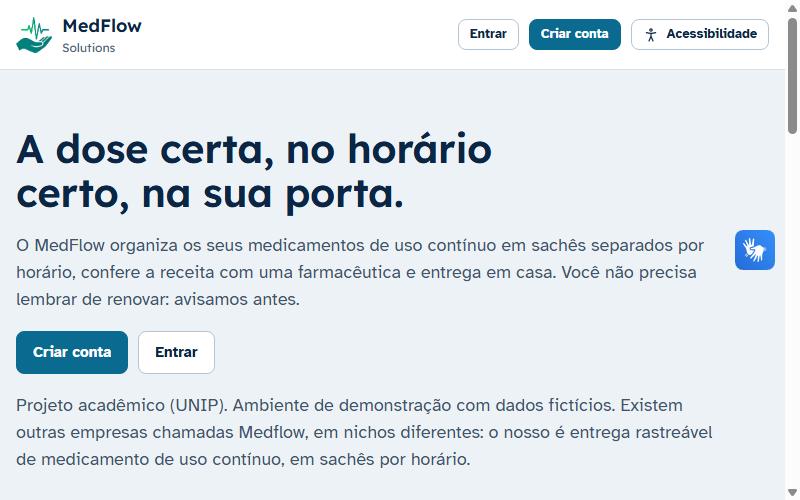 MedFlow
Solutions
Entrar
Criar conta
Acessibilidade
A dose certa, no horário
certo, na sua porta.
O MedFlow organiza os seus medicamentos de uso contínuo em sachês separados por
horário, confere a receita com uma farmacêutica e entrega em casa. Você não precisa
lembrar de renovar: avisamos antes.
Criar conta
Entrar
Projeto acadêmico (UNIP). Ambiente de demonstração com dados fictícios. Existem
outras empresas chamadas Medflow, em nichos diferentes: o nosso é entrega rastreável
de medicamento de uso contínuo, em sachês por horário.